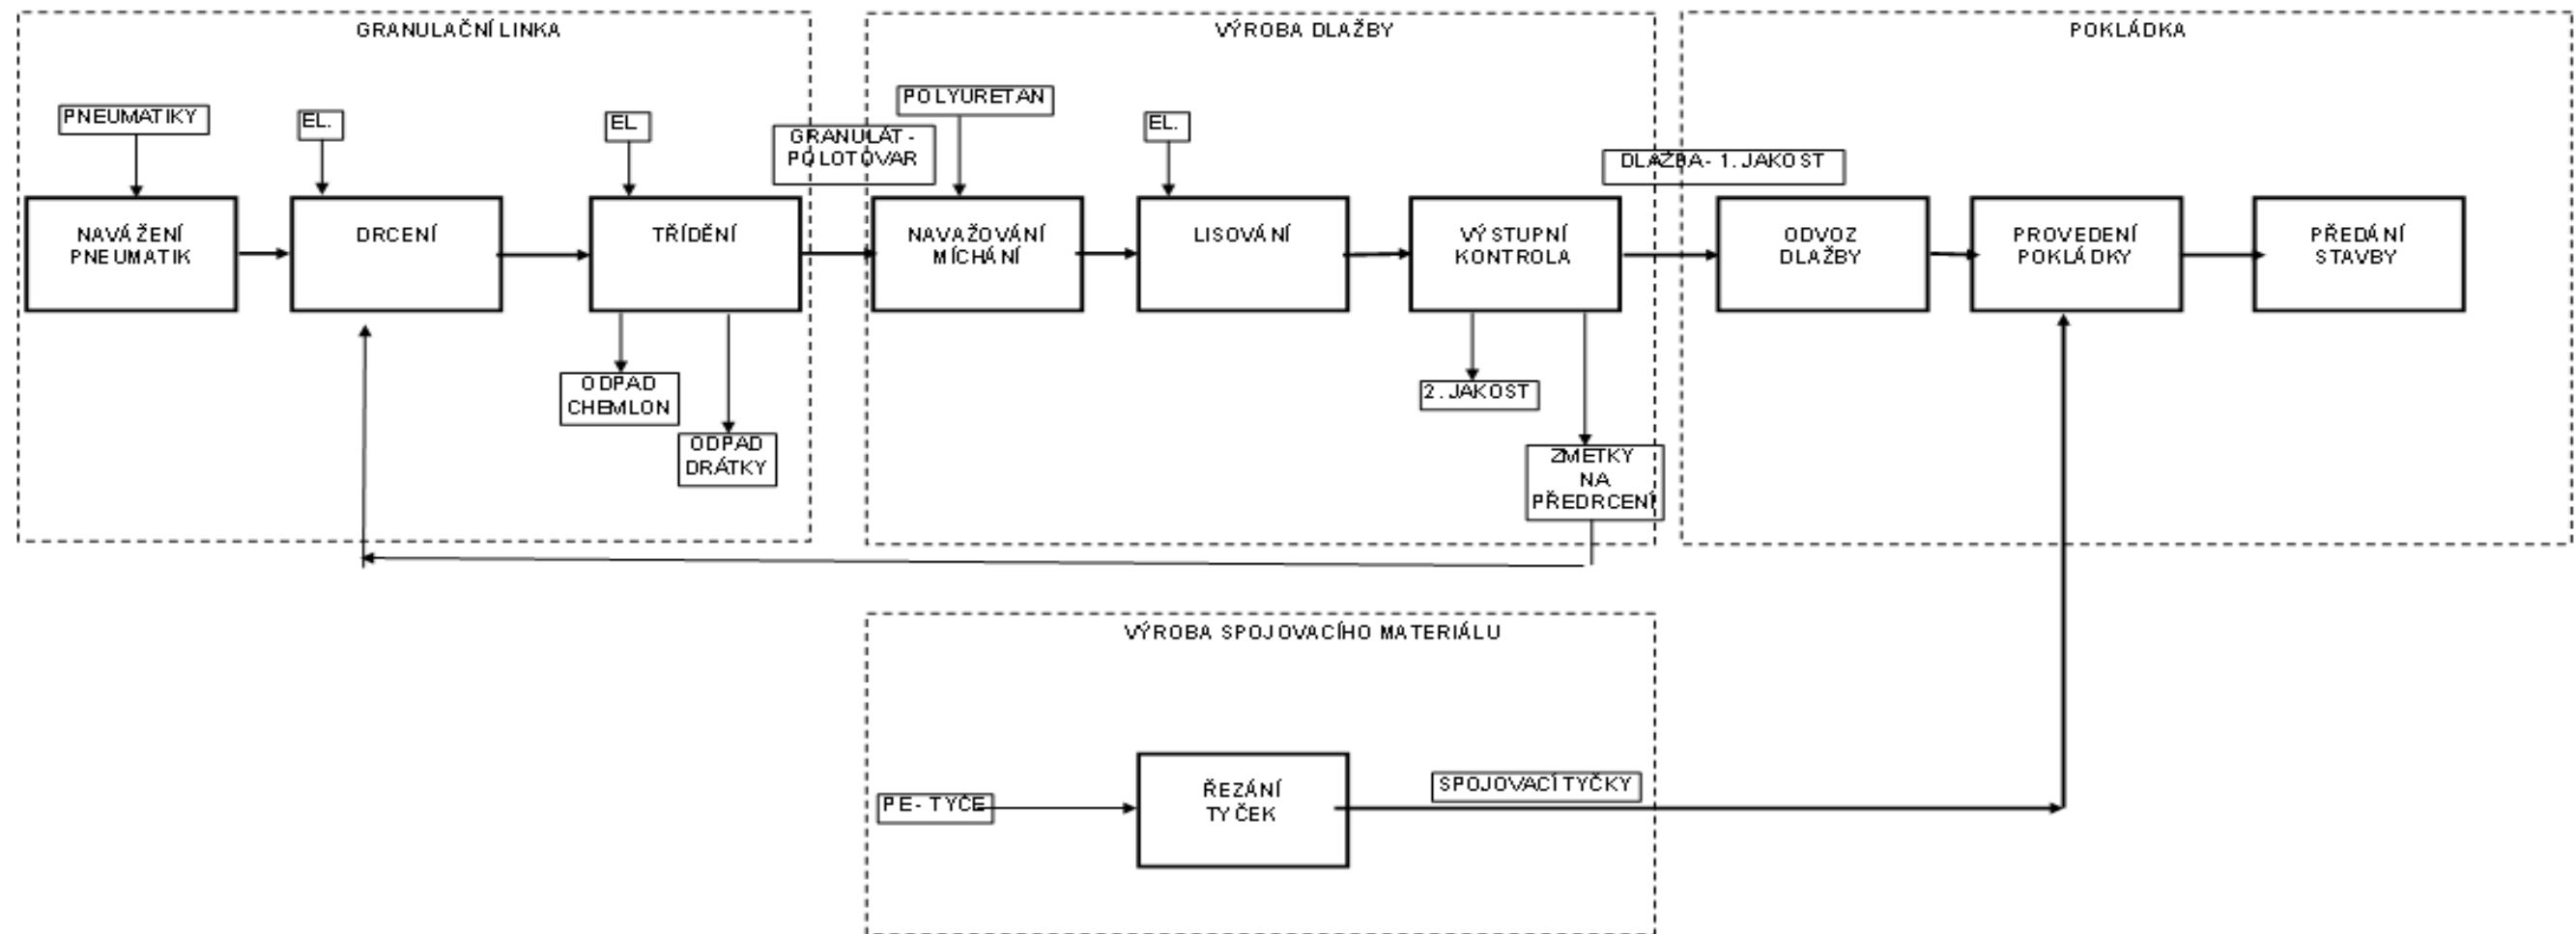 GRANULAČNÍ LINKA
VÝROBA DLAŽBY
POKLÁDKA
PNEUMATIKY
EL.
EL
GRANULÁT-
POLOTOVAR
POLYURETAN
EL.
DLAŽBA- 1. JAKOST
NAVÁŽENÍ
PNEUMATIK
DRCENÍ
TŘÍDĚNÍ
NAVAŽOVÁNÍ
MÍCHÁNÍ
LISOVÁNÍ
VÝSTUPNÍ
KONTROLA
ODVOZ
DLAŽBY
PROVEDENÍ
POKLÁDKY
PŘEDÁNÍ
STAVBY
ODPAD
CHEMLON
ODPAD
DRÁTKY
2. JAKOST
ZMETKY
NA
PŘEDRCENÍ
VÝROBA SPOJOVACÍHO MATERIÁLU
PE- TYČE
ŘEZÁNÍ
TYČEK
SPOJOVACÍ TYČKY